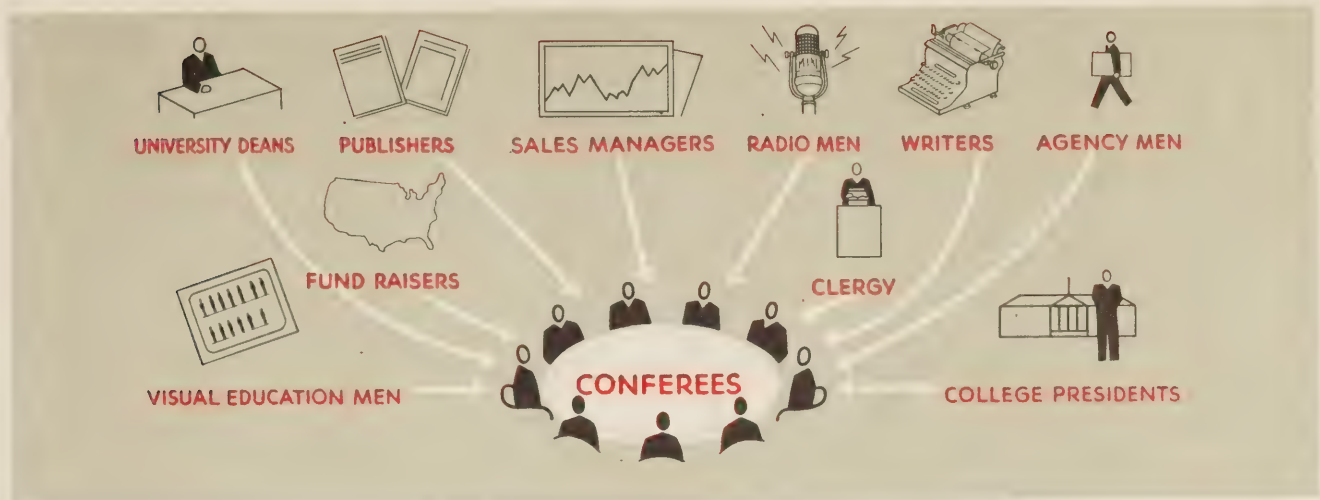 UNIVERSITY DEANS
PUBLISHERS
SALES MANAGERS
RADIO MEN
WRITERS
AGENCY MEN
FUND RAISERS
CLERGY
VISUAL EDUCATION MEN
CONFEREES
COLLEGE PRESIDENTS